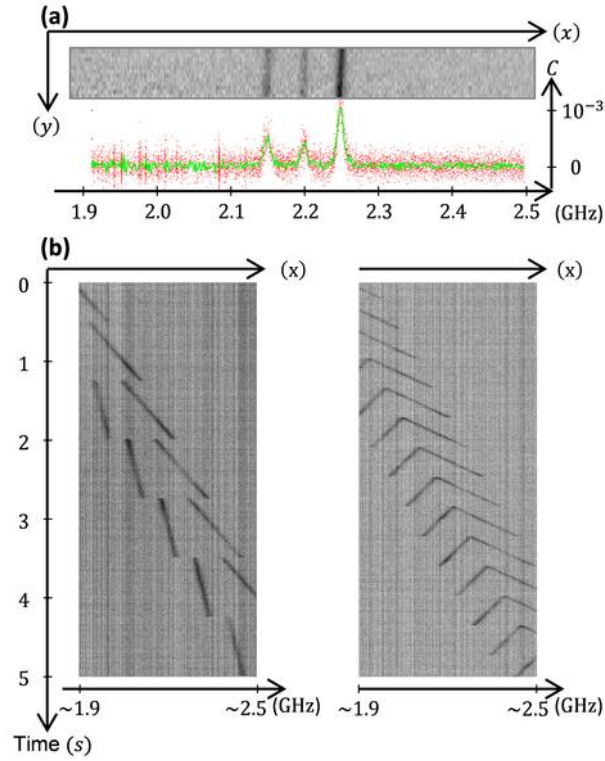 (a)
(x)
C
(y)
10⁻³
0
1.9 2.0 2.1 2.2 2.3 2.4 2.5 (GHz)
(b)
(x) (x)
0
1
2
3
4
5
~1.9 ~2.5 (GHz) ~1.9 ~2.5 (GHz)
Time (s)